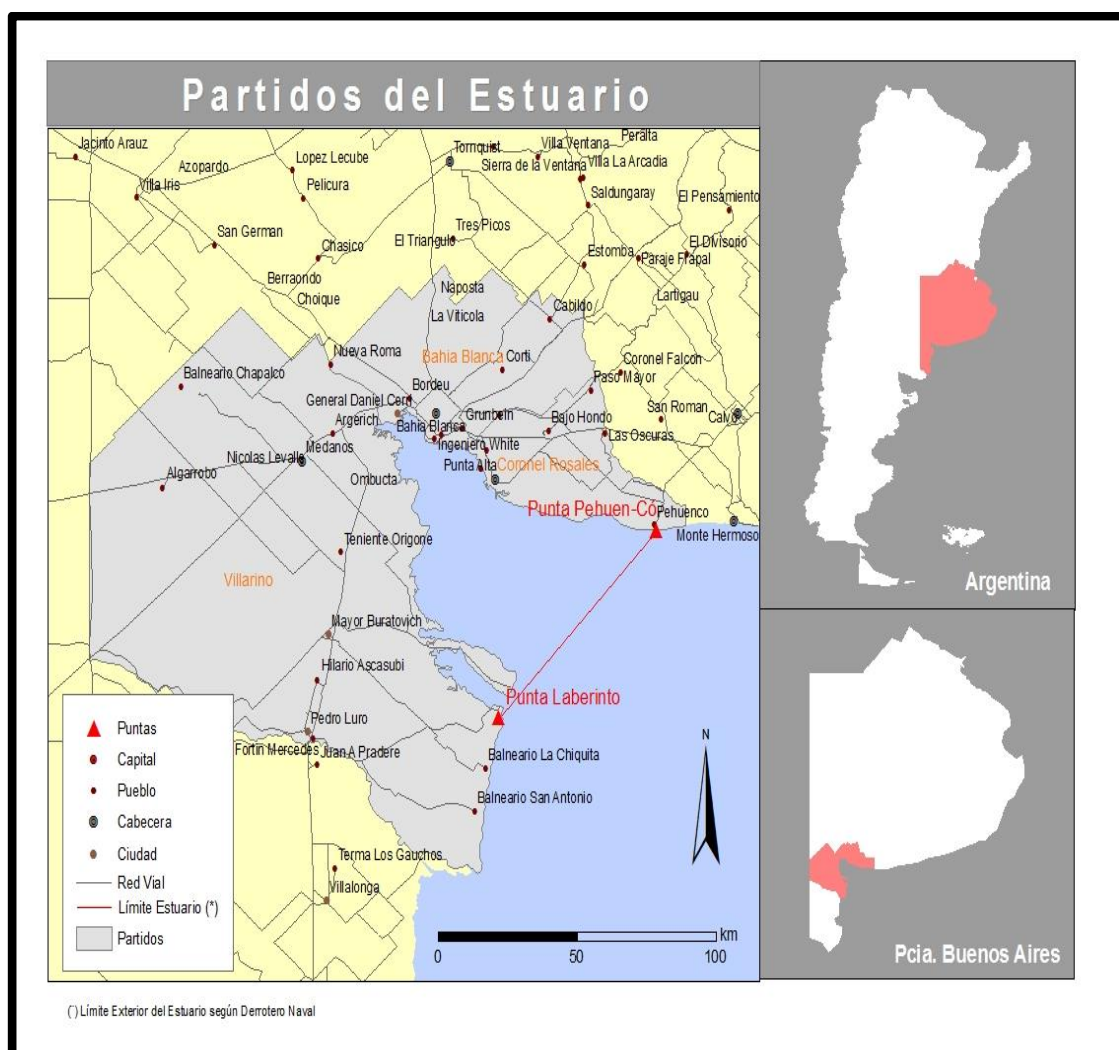 Partidos del Estuario
Jacinto Arauz
Azopardo
Villa Iris
Lopez Lecube
Pelicura
Tornquist
Villa Ventana
Peralta
Sierra de la Ventana
Villa La Arcadia
Saldungaray
El Pensamiento
San German
Chasico
El Triangulo
Tres Picos
Estomba
Paraje Frapal
El Divisorio
Berraondo
Choique
Naposta
La Viticola
Cabildo
Lartigau
Nueva Roma
Bahia Blanca
Corti
Coronel Falcon
Balneario Chapalco
Bordeu
Paso Mayor
General Daniel Cerri
Grunbein
Bajo Hondo
San Roman
Calvo
Argerich
Bahia Blanca
Ingeniero White
Las Oscuras
Medanos
Nicolas Levalle
Punta Alta
Coronel Rosales
Algarrobo
Ombucta
Punta Pehuen-Có
Pehuenco
Monte Hermoso
Teniente Origone
Villarino
Mayor Buratovich
Hilario Ascasubi
Punta Laberinto
Pedro Luro
Fortin Mercedes
Juan A Pradere
Balneario La Chiquita
Balneario San Antonio
Terma Los Gauchos
Villalonga
Puntas
Capital
Pueblo
Cabecera
Ciudad
Red Vial
Límite Estuario (*)
Partidos
N
km
0 50 100
Argentina
Pcia. Buenos Aires
(*) Límite Exterior del Estuario según Derrotero Naval